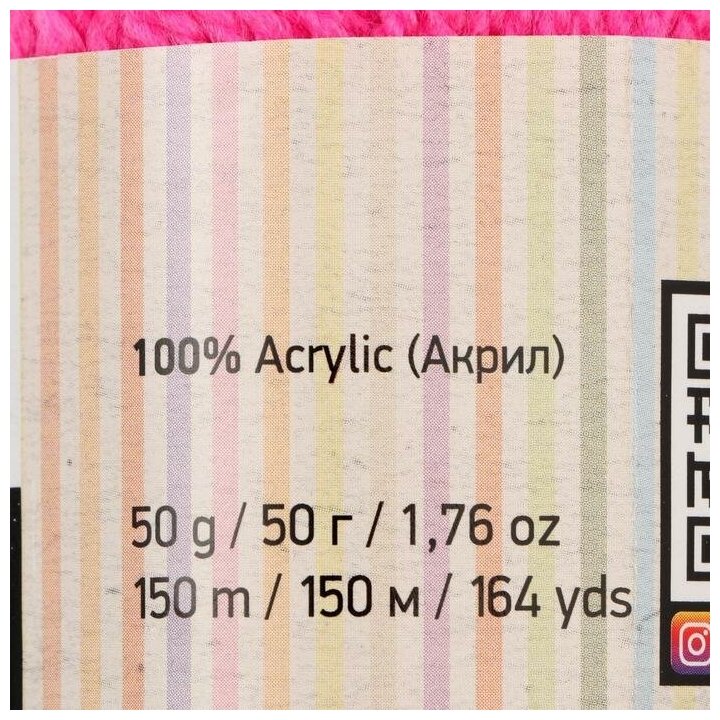 100% Acrylic (Акрил)
50 g / 50 г / 1,76 oz
150 m / 150 м / 164 yds